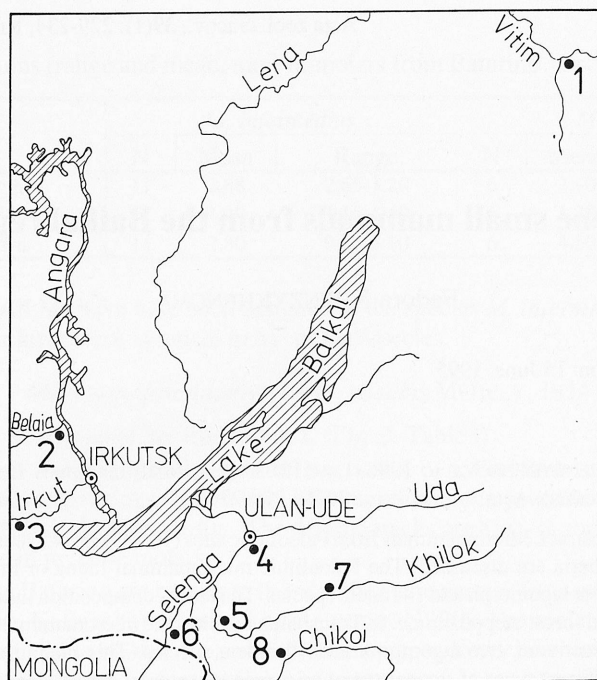 Vitim
1
Lena
Angara
Lake Baikal
Belaia
2
IRKUTSK
Irkut
3
ULAN-UDE
Uda
4
Selenga
7
Khilok
5
6
8
Chikoi
MONGOLIA